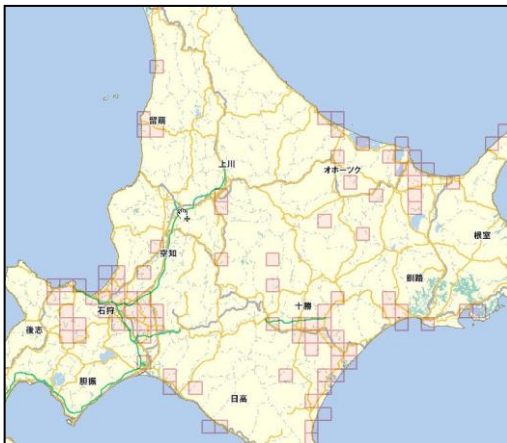 留萌
上川
オホーツク
根室
空知
釧路
十勝
石狩
後志
胆振
日高